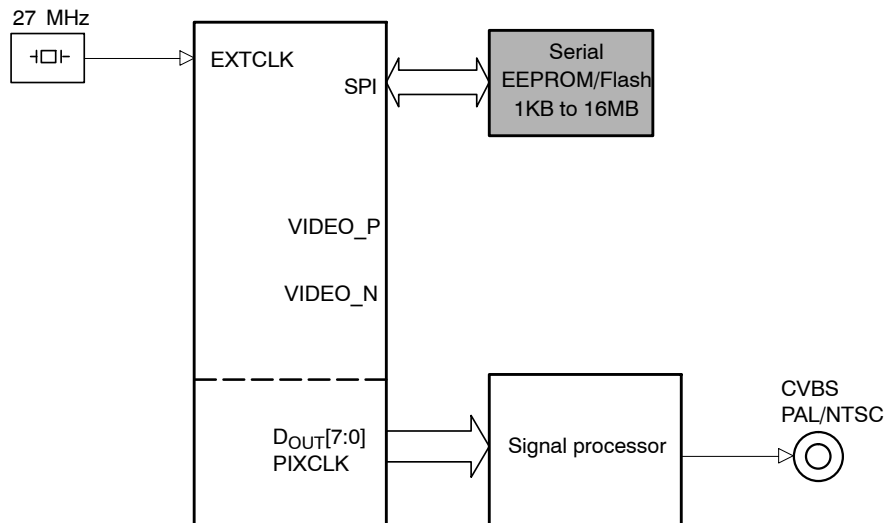 27 MHz
EXTCLK
SPI
Serial
EEPROM/Flash
1KB to 16MB
VIDEO_P
VIDEO_N
DOUT[7:0]
PIXCLK
Signal processor
CVBS
PAL/NTSC